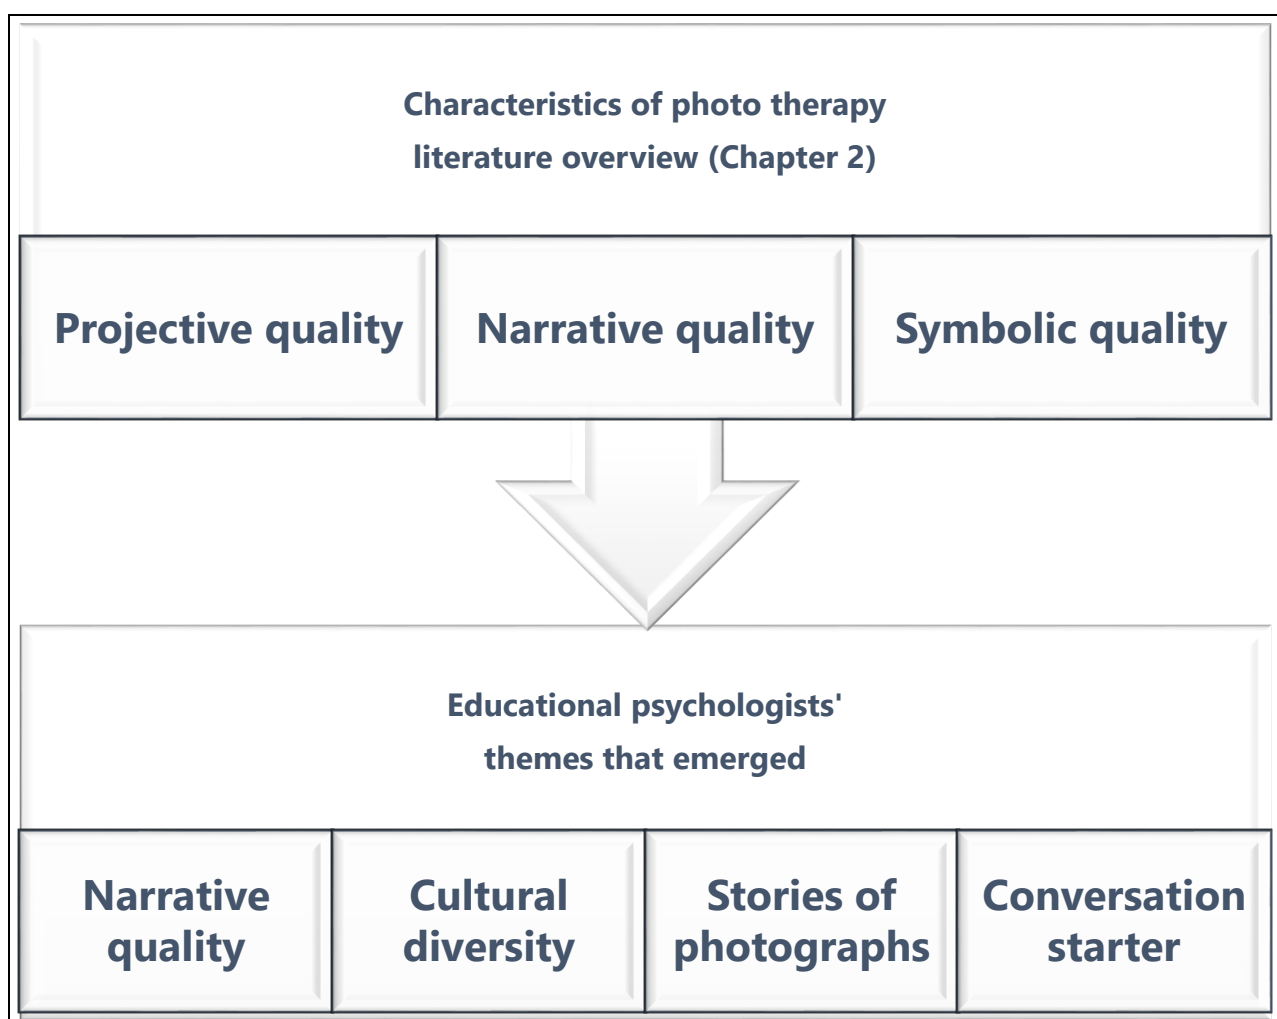 Characteristics of photo therapy
literature overview (Chapter 2)
Projective quality
Narrative quality
Symbolic quality
Educational psychologists'
themes that emerged
Narrative
quality
Cultural
diversity
Stories of
photographs
Conversation
starter